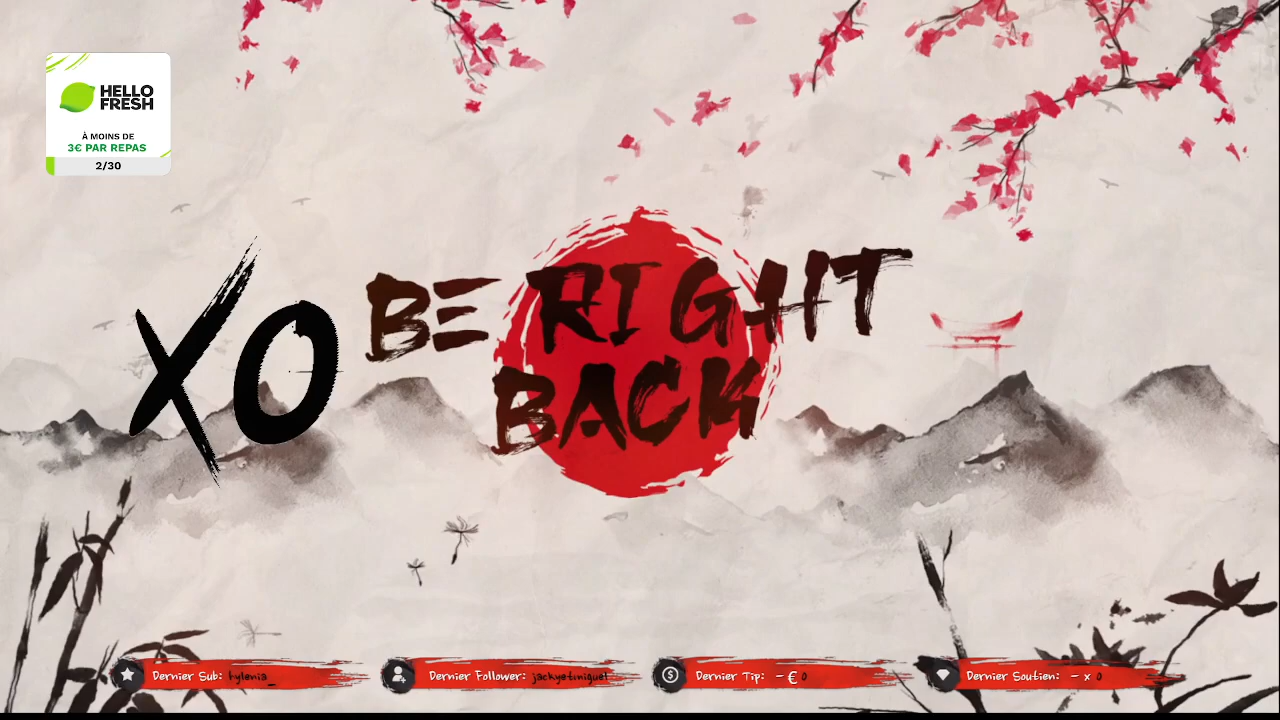 HELLO
FRESH
À MOINS DE
3€ PAR REPAS
2/30
XO
BE RIGHT
BACK
Dernier Sub:
Dernier Follower: jackyetmiguel
Dernier Tip: - € 0
Dernier Soutien: - x 0